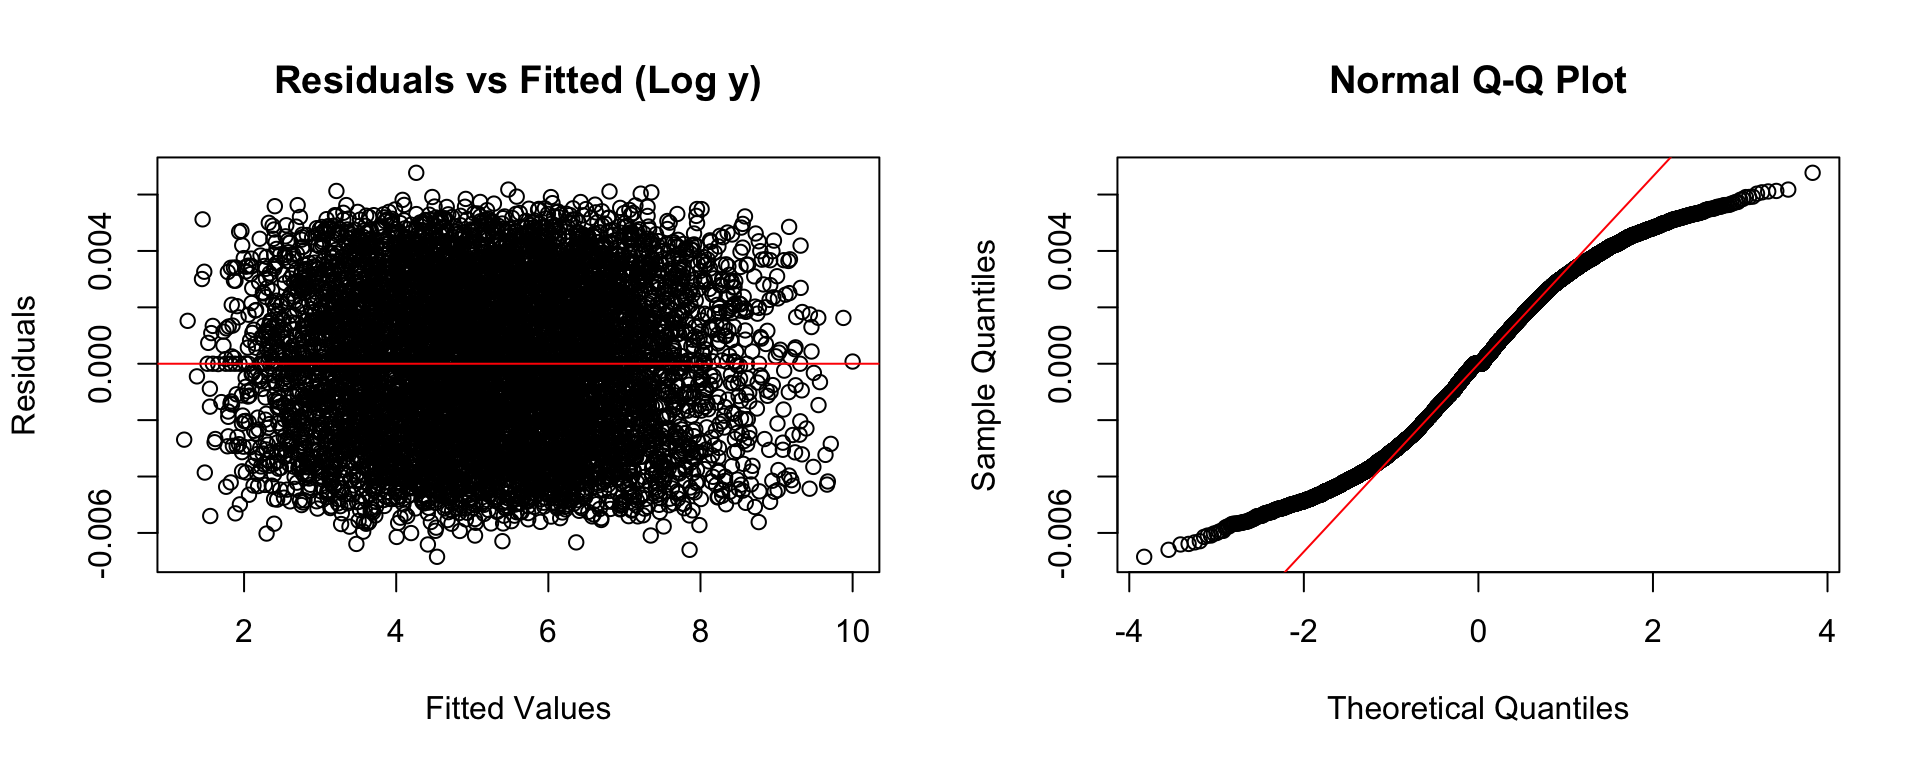 Residuals vs Fitted (Log y)
Residuals
0.004
0.000
-0.006
2 4 6 8 10
Fitted Values
Normal Q-Q Plot
Sample Quantiles
0.004
0.000
-0.006
-4 -2 0 2 4
Theoretical Quantiles